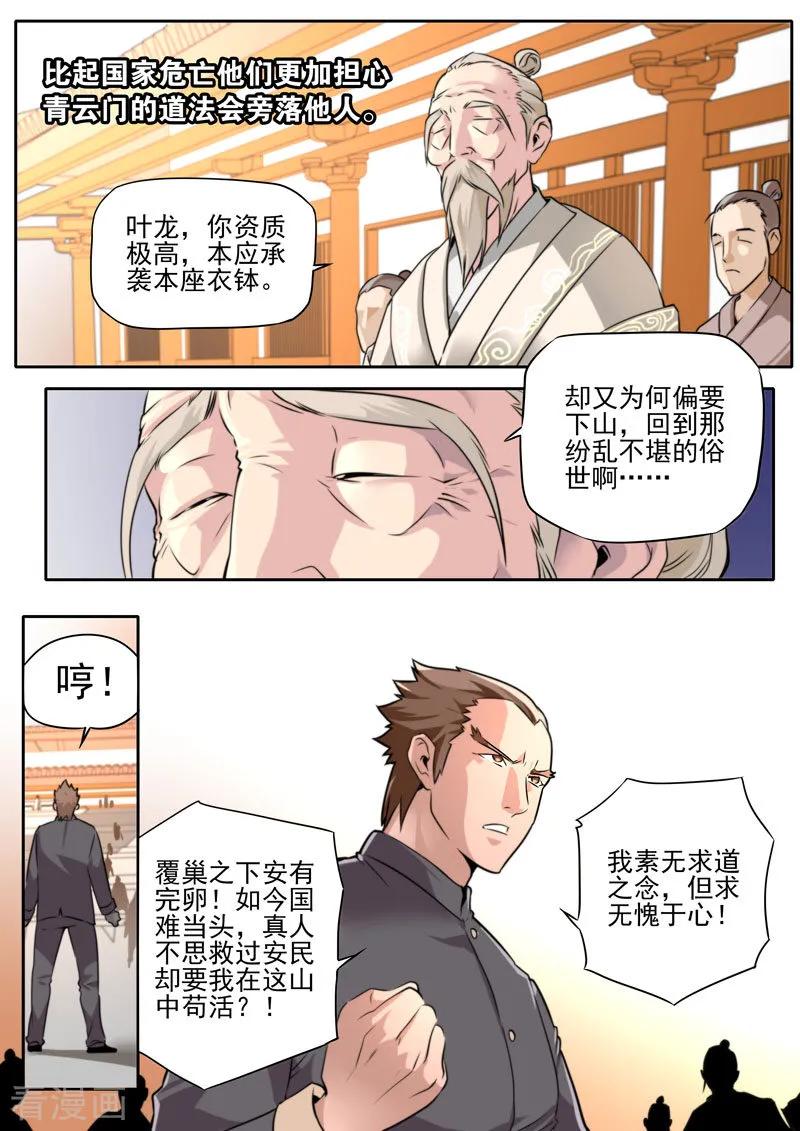 比起国家危亡他们更加担心
青云门的道法会旁落他人。
叶龙，你资质
极高，本应承
袭本座衣钵。
却又为何偏要
下山，回到那
纷乱不堪的俗
世啊……
哼！
覆巢之下安有
完卵！如今国
难当头，真人
不思救过安民
却要我在这山
中苟活？！
我素无求道
之念，但求
无愧于心！
看漫画